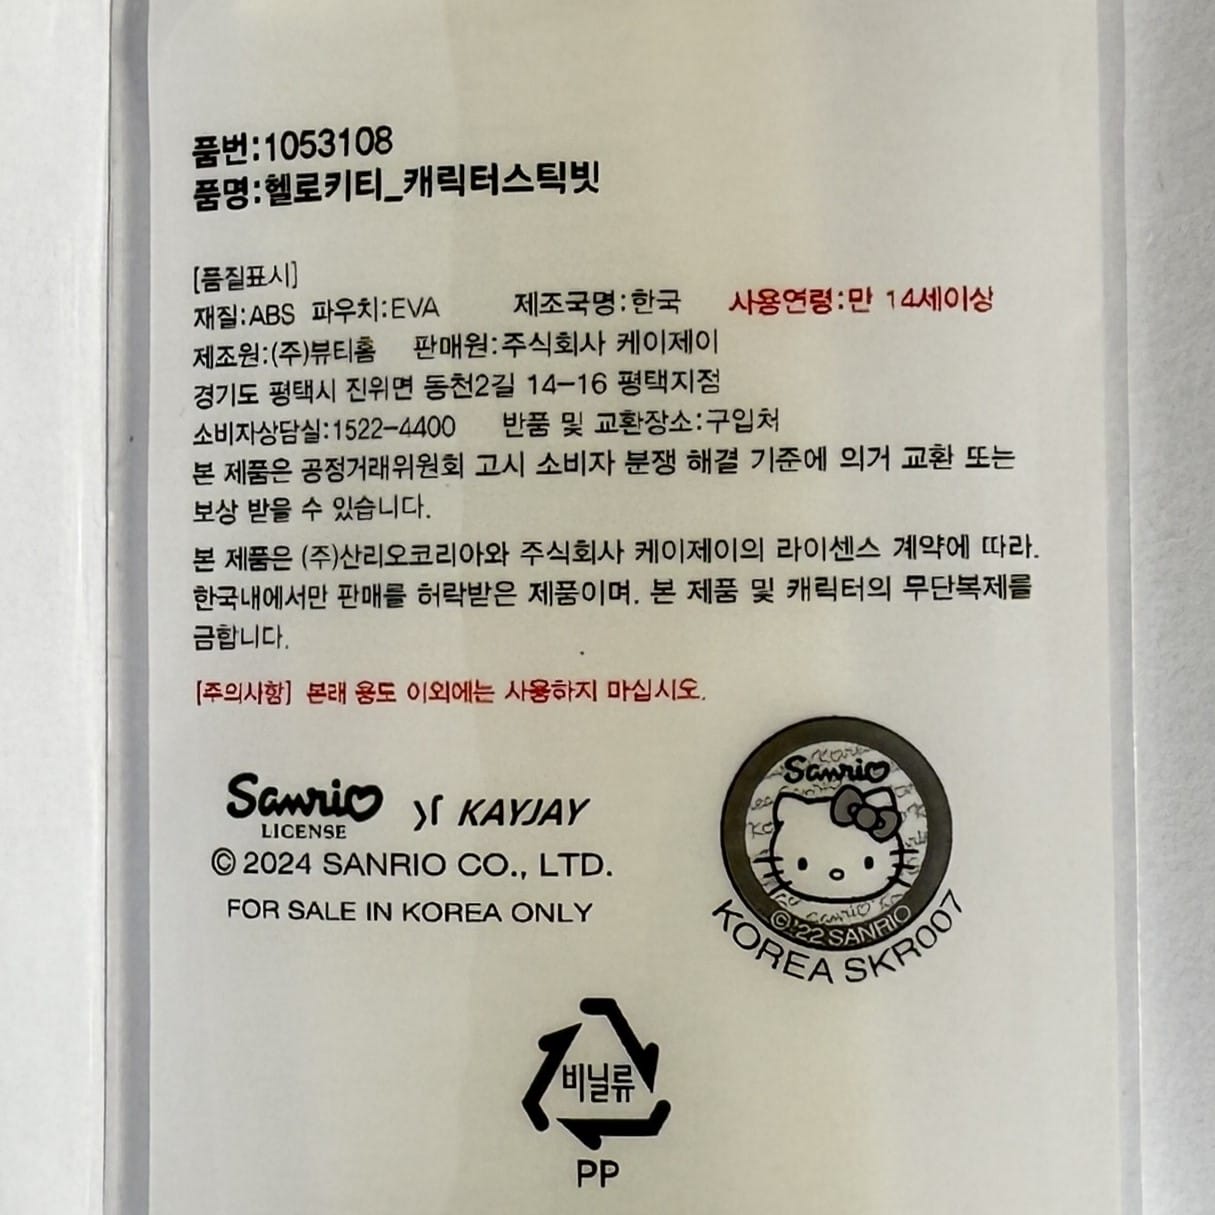 품번:1053108
품명:헬로키티_캐릭터스틱빗
[품질표시]
재질:ABS 파우치:EVA 제조국명:한국 사용연령:만 14세이상
제조원:(주)뷰티홈 판매원:주식회사 케이제이
경기도 평택시 진위면 동천2길 14-16 평택지점
소비자상담실:1522-4400 반품 및 교환장소:구입처
본 제품은 공정거래위원회 고시 소비자 분쟁 해결 기준에 의거 교환 또는
보상 받을 수 있습니다.
본 제품은 (주)산리오코리아와 주식회사 케이제이의 라이센스 계약에 따라.
한국내에서만 판매를 허락받은 제품이며. 본 제품 및 캐릭터의 무단복제를
금합니다.
[주의사항] 본래 용도 이외에는 사용하지 마십시오.
Sanrio
LICENSE
KAYJAY
© 2024 SANRIO CO., LTD.
FOR SALE IN KOREA ONLY
Sanrio
Sanrio
©'22 SANRIO
KOREA SKR007
비닐류
PP